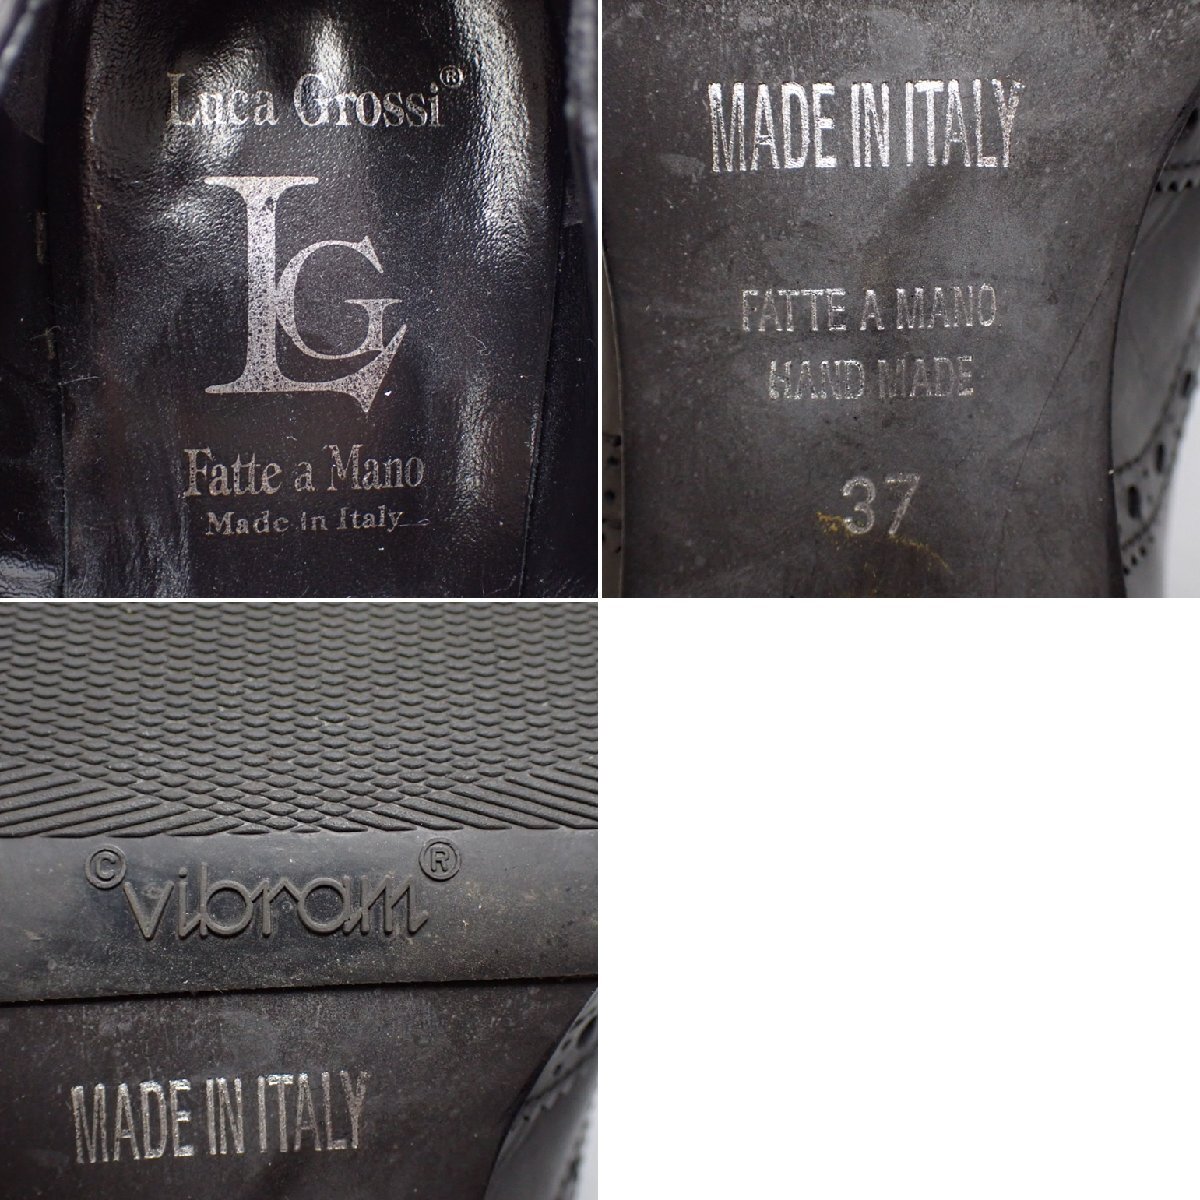 Luca Grossi®
LG
Fatte a Mano
Made in Italy
MADE IN ITALY
FATTE A MANO
HAND MADE
37
©vibram®
MADE IN ITALY